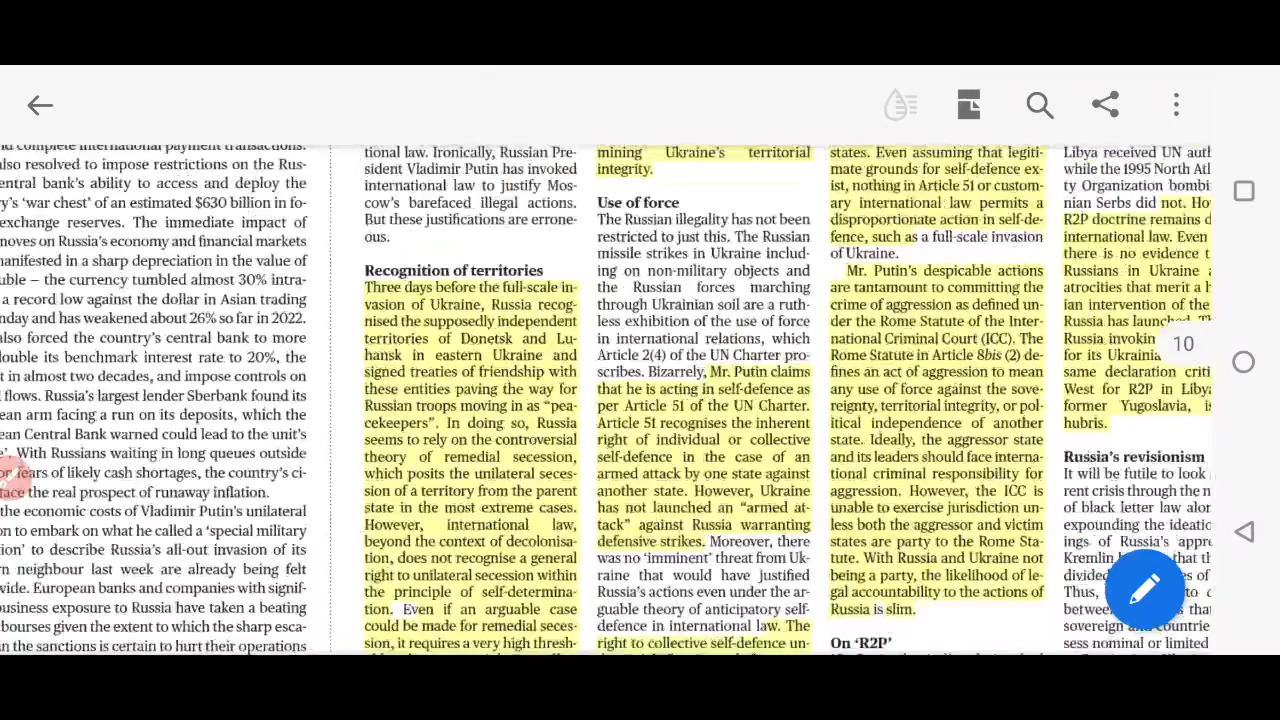 complete international payment transactions.
also resolved to impose restrictions on the Rus-
entral bank's ability to access and deploy the
y's 'war chest' of an estimated $630 billion in fo-
exchange reserves. The immediate impact of
moves on Russia's economy and financial markets
manifested in a sharp depreciation in the value of
uble – the currency tumbled almost 30% intra-
a record low against the dollar in Asian trading
nday and has weakened about 26% so far in 2022.
also forced the country's central bank to more
double its benchmark interest rate to 20%, the
t in almost two decades, and impose controls on
l flows. Russia's largest lender Sberbank found its
ean arm facing a run on its deposits, which the
ean Central Bank warned could lead to the unit's
'. With Russians waiting in long queues outside
or fears of likely cash shortages, the country's ci-
face the real prospect of runaway inflation.
the economic costs of Vladimir Putin's unilateral
on to embark on what he called a 'special military
tion' to describe Russia's all-out invasion of its
rn neighbour last week are already being felt
wide. European banks and companies with signif-
business exposure to Russia have taken a beating
bourses given the extent to which the sharp esca-
in the sanctions is certain to hurt their operations
tional law. Ironically, Russian Pre-
sident Vladimir Putin has invoked
international law to justify Mos-
cow's barefaced illegal actions.
But these justifications are errone-
ous.
Recognition of territories
Three days before the full-scale in-
vasion of Ukraine, Russia recog-
nised the supposedly independent
territories of Donetsk and Lu-
hansk in eastern Ukraine and
signed treaties of friendship with
these entities paving the way for
Russian troops moving in as "pea-
cekeepers". In doing so, Russia
seems to rely on the controversial
theory of remedial secession,
which posits the unilateral seces-
sion of a territory from the parent
state in the most extreme cases.
However, international law,
beyond the context of decolonisa-
tion, does not recognise a general
right to unilateral secession within
the principle of self-determina-
tion. Even if an arguable case
could be made for remedial seces-
sion, it requires a very high thresh-
mining Ukraine's territorial
integrity.
Use of force
The Russian illegality has not been
restricted to just this. The Russian
missile strikes in Ukraine includ-
ing on non-military objects and
the Russian forces marching
through Ukrainian soil are a ruth-
less exhibition of the use of force
in international relations, which
Article 2(4) of the UN Charter pro-
scribes. Bizarrely, Mr. Putin claims
that he is acting in self-defence as
per Article 51 of the UN Charter.
Article 51 recognises the inherent
right of individual or collective
self-defence in the case of an
armed attack by one state against
another state. However, Ukraine
has not launched an "armed at-
tack" against Russia warranting
defensive strikes. Moreover, there
was no 'imminent' threat from Uk-
raine that would have justified
Russia's actions even under the ar-
guable theory of anticipatory self-
defence in international law. The
right to collective self-defence un-
states. Even assuming that legiti-
mate grounds for self-defence ex-
ist, nothing in Article 51 or custom-
ary international law permits a
disproportionate action in self-de-
fence, such as a full-scale invasion
of Ukraine.
Mr. Putin's despicable actions
are tantamount to committing the
crime of aggression as defined un-
der the Rome Statute of the Inter-
national Criminal Court (ICC). The
Rome Statute in Article 8bis (2) de-
fines an act of aggression to mean
any use of force against the sove-
reignty, territorial integrity, or pol-
itical independence of another
state. Ideally, the aggressor state
and its leaders should face interna-
tional criminal responsibility for
aggression. However, the ICC is
unable to exercise jurisdiction un-
less both the aggressor and victim
states are party to the Rome Sta-
tute. With Russia and Ukraine not
being a party, the likelihood of le-
gal accountability to the actions of
Russia is slim.
On 'R2P'
Libya received UN auth
while the 1995 North Atl
ty Organization bombi
nian Serbs did not. Ho
R2P doctrine remains d
international law. Even
there is no evidence t
Russians in Ukraine
atrocities that merit a h
ian intervention of the
Russia has launched.
Russia invokin
for its Ukrainia
same declaration criti
West for R2P in Libya
former Yugoslavia, is
hubris.
Russia's revisionism
It will be futile to look
rent crisis through the n
of black letter law alon
expounding the ideatio
ings of Russia's appre
Kremlin that th
divided of
Thus,
betwee that
sovereign countrie
sess nominal or limited
10